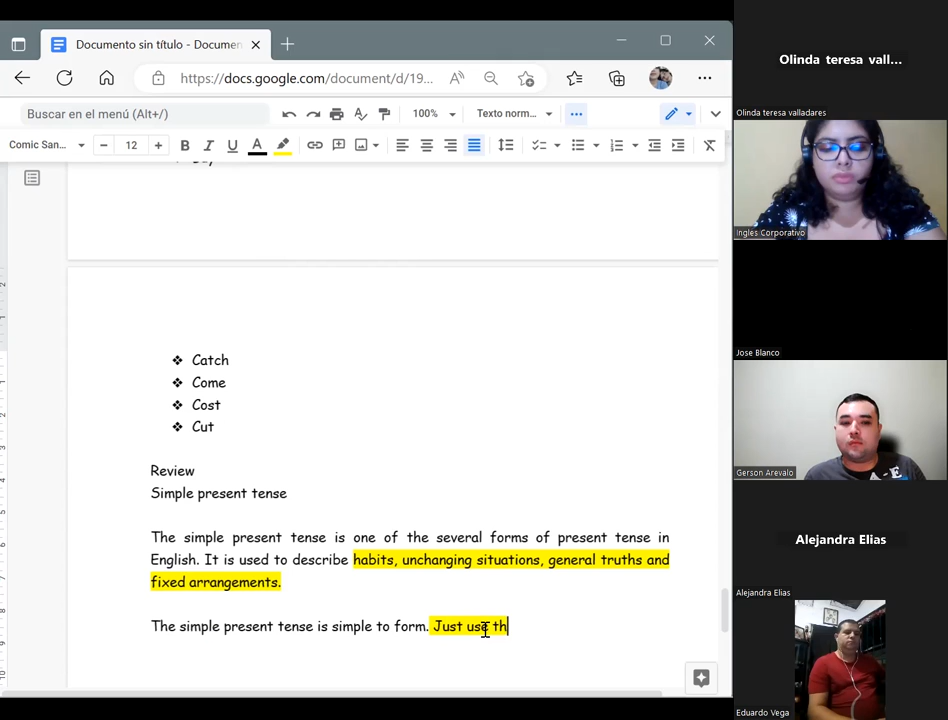 Documento sin título - Documen
https://docs.google.com/document/d/19...
Buscar en el menú (Alt+/)
100%
Texto norm...
Comic San...
12
Catch
Come
Cost
Cut
Review
Simple present tense
The simple present tense is one of the several forms of present tense in
English. It is used to describe habits, unchanging situations, general truths and
fixed arrangements.
The simple present tense is simple to form. Just use th
Olinda teresa vall...
Olinda teresa valladares
Ingles Corporativo
Jose Blanco
Gerson Arevalo
Alejandra Elias
Alejandra Elias
Eduardo Vega